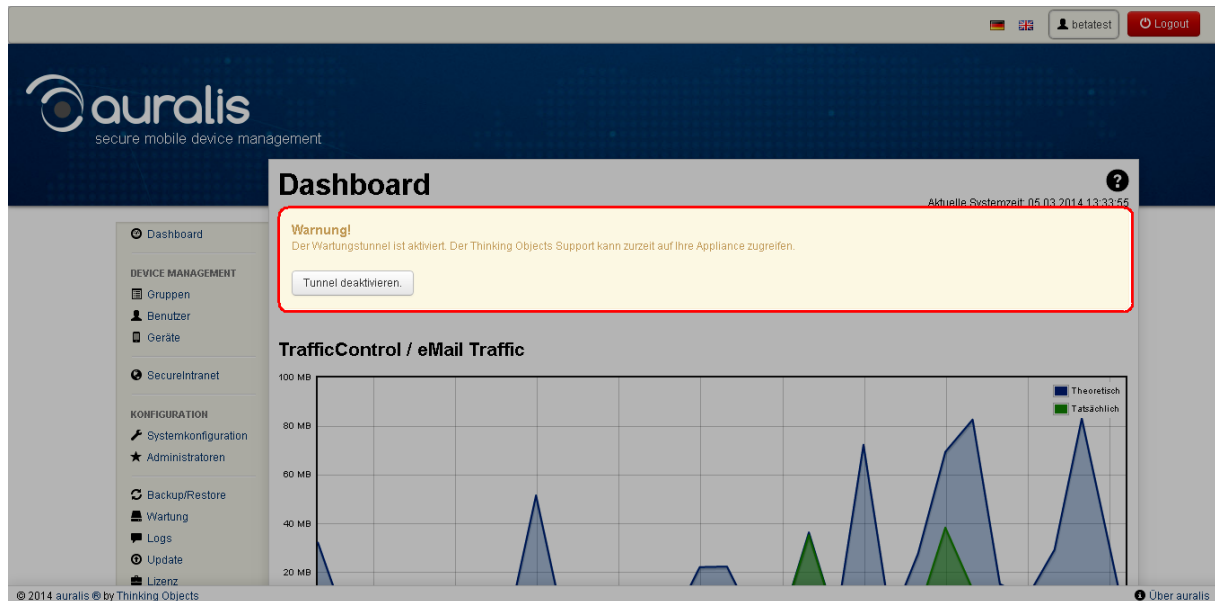 betatest
Logout
auralis
secure mobile device management
Dashboard
Aktuelle Systemzeit: 05.03.2014 13:33:55
Warnung!
Der Wartungstunnel ist aktiviert. Der Thinking Objects Support kann zurzeit auf Ihre Appliance zugreifen.
Tunnel deaktivieren.
Dashboard
DEVICE MANAGEMENT
Gruppen
Benutzer
Geräte
SecureIntranet
KONFIGURATION
Systemkonfiguration
Administratoren
Backup/Restore
Wartung
Logs
Update
Lizenz
TrafficControl / eMail Traffic
100 MB
80 MB
60 MB
40 MB
20 MB
Theoretisch
Tatsächlich
© 2014 auralis ® by Thinking Objects
Über auralis